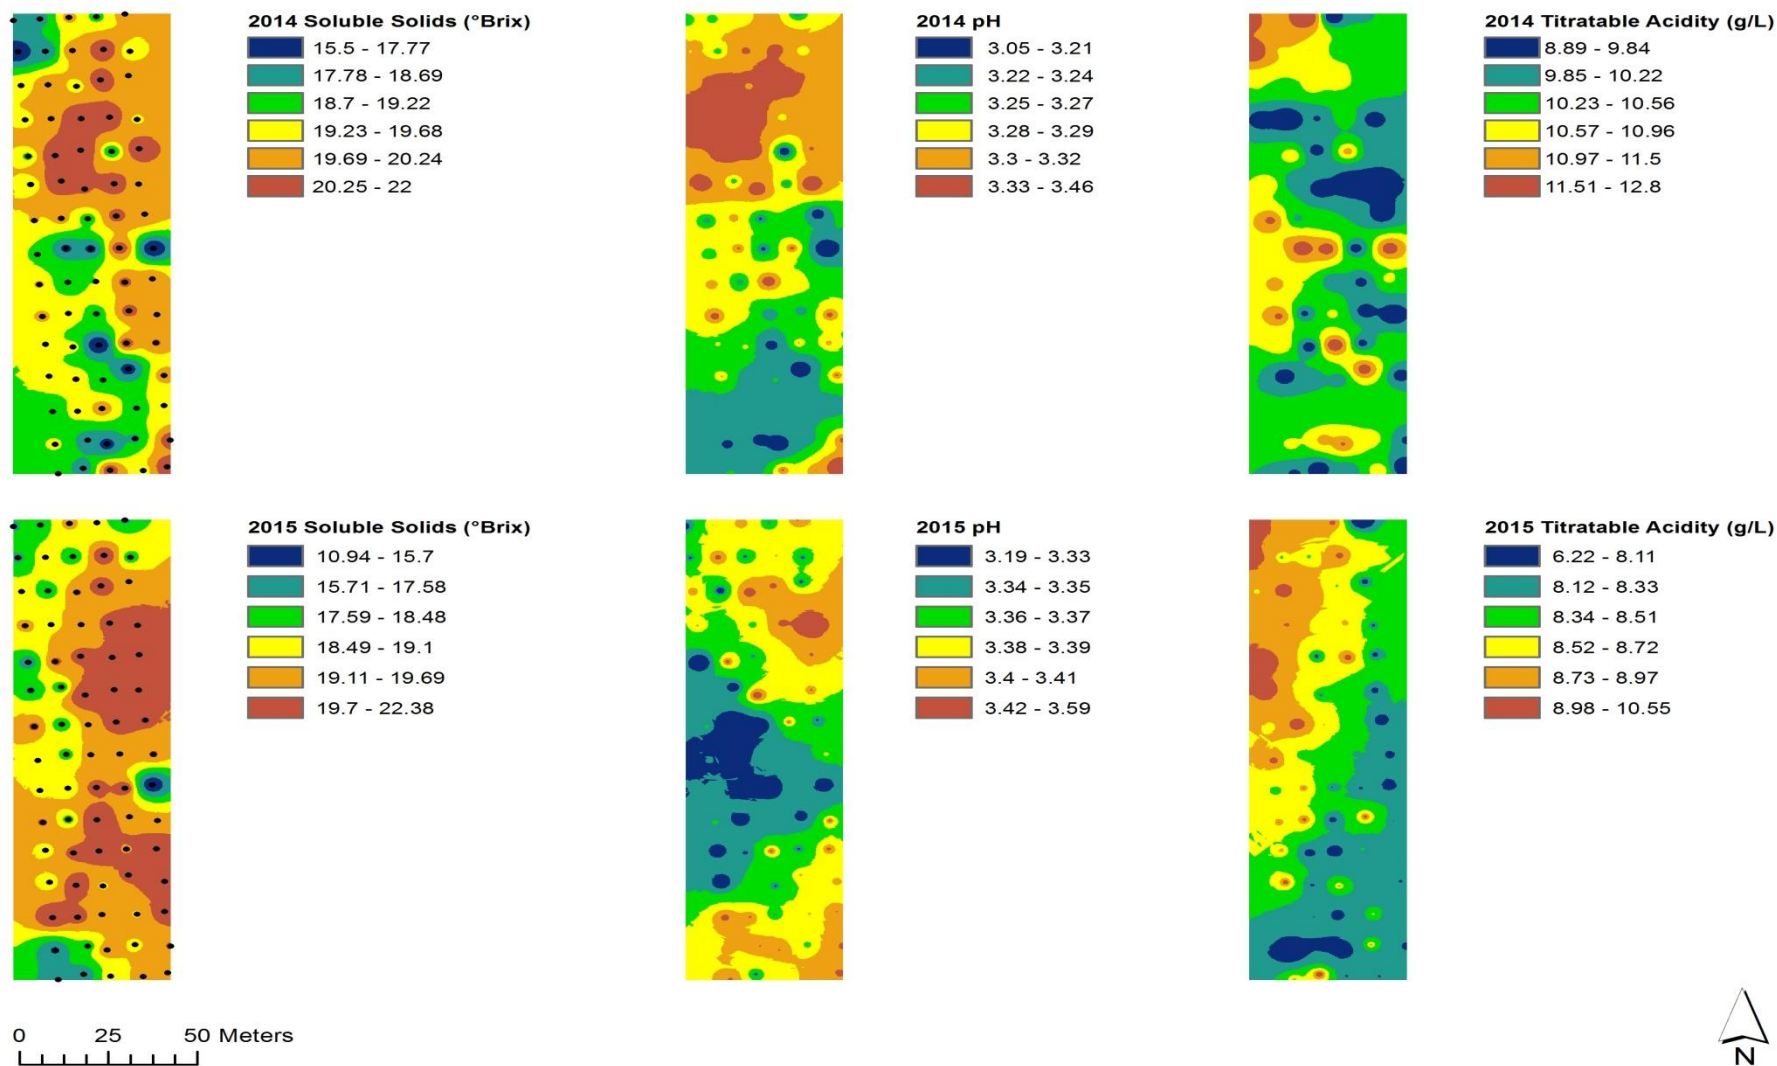 2014 Soluble Solids (°Brix)
15.5 - 17.77
17.78 - 18.69
18.7 - 19.22
19.23 - 19.68
19.69 - 20.24
20.25 - 22
2014 pH
3.05 - 3.21
3.22 - 3.24
3.25 - 3.27
3.28 - 3.29
3.3 - 3.32
3.33 - 3.46
2014 Titratable Acidity (g/L)
8.89 - 9.84
9.85 - 10.22
10.23 - 10.56
10.57 - 10.96
10.97 - 11.5
11.51 - 12.8
2015 Soluble Solids (°Brix)
10.94 - 15.7
15.71 - 17.58
17.59 - 18.48
18.49 - 19.1
19.11 - 19.69
19.7 - 22.38
2015 pH
3.19 - 3.33
3.34 - 3.35
3.36 - 3.37
3.38 - 3.39
3.4 - 3.41
3.42 - 3.59
2015 Titratable Acidity (g/L)
6.22 - 8.11
8.12 - 8.33
8.34 - 8.51
8.52 - 8.72
8.73 - 8.97
8.98 - 10.55
0 25 50 Meters
N